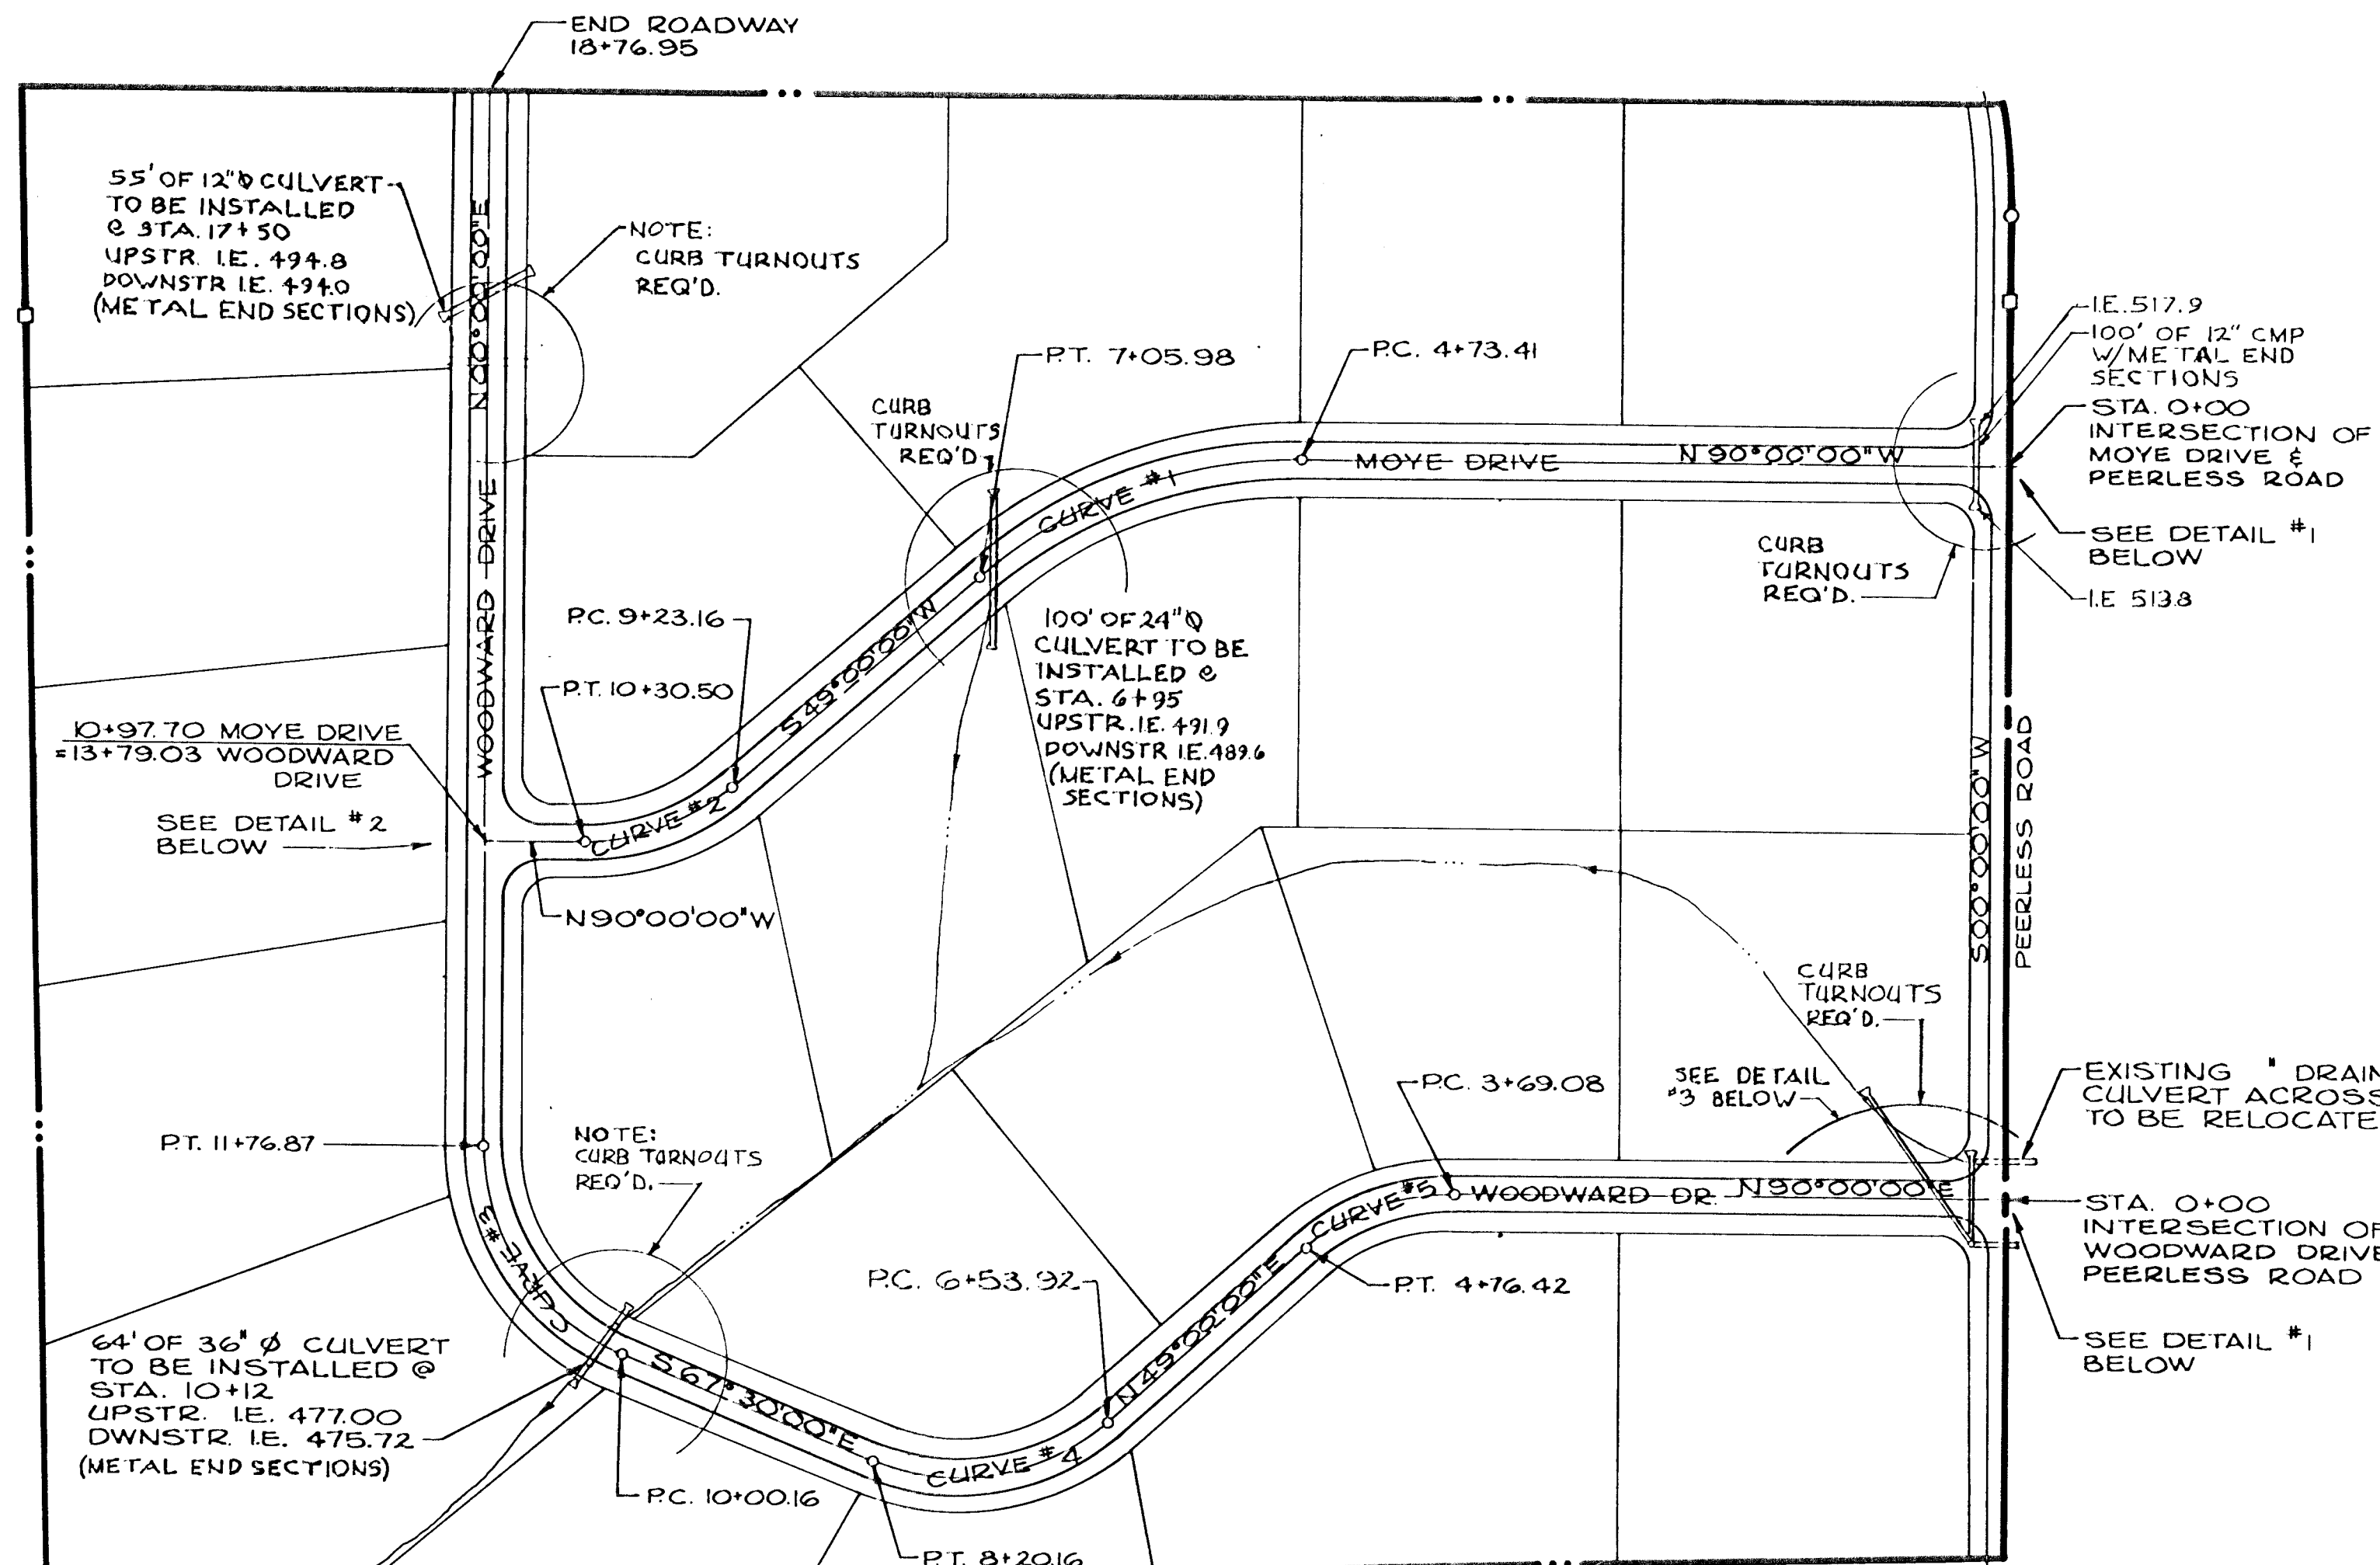 END ROADWAY
18+76.95
55' OF 12"Φ CULVERT
TO BE INSTALLED
@ STA. 17+50
UPSTR. I.E. 494.8
DOWNSTR I.E. 494.0
(METAL END SECTIONS)
N00°00'00"E
NOTE:
CURB TURNOUTS
REQ'D.
WOODWARD DRIVE
P.T. 7+05.98
P.C. 4+73.41
CURB
TURNOUTS
REQ'D.
CURVE #1
MOYE DRIVE
N 90°00'00" W
I.E. 517.9
100' OF 12" CMP
W/METAL END
SECTIONS
STA. 0+00
INTERSECTION OF
MOYE DRIVE &
PEERLESS ROAD
SEE DETAIL #1
BELOW
I.E 513.8
CURB
TURNOUTS
REQ'D.
P.C. 9+23.16
P.T. 10+30.50
S 49°00'00"W
CURVE #2
100' OF 24"Φ
CULVERT TO BE
INSTALLED @
STA. 6+95
UPSTR. I.E. 491.9
DOWNSTR I.E. 489.6
(METAL END
SECTIONS)
10+97.70 MOYE DRIVE
=13+79.03 WOODWARD
DRIVE
SEE DETAIL #2
BELOW
N90°00'00"W
S00°00'00"W
PEERLESS ROAD
CURB
TURNOUTS
REQ'D.
SEE DETAIL
#3 BELOW
P.C. 3+69.08
EXISTING " DRAIN
CULVERT ACROSS
TO BE RELOCATE
P.T. 11+76.87
NOTE:
CURB TURNOUTS
REQ'D.
CURVE #5
WOODWARD DR.
N90°00'00"E
STA. 0+00
INTERSECTION OF
WOODWARD DRIVE
PEERLESS ROAD
SEE DETAIL #1
BELOW
CURVE #3
P.C. 6+53.92
N49°00'00"E
P.T. 4+76.42
64' OF 36" Ø CULVERT
TO BE INSTALLED @
STA. 10+12
UPSTR. I.E. 477.00
DWNSTR. I.E. 475.72
(METAL END SECTIONS)
S 67°30'00"E
CURVE #4
P.C. 10+00.16
P.T. 8+20.16